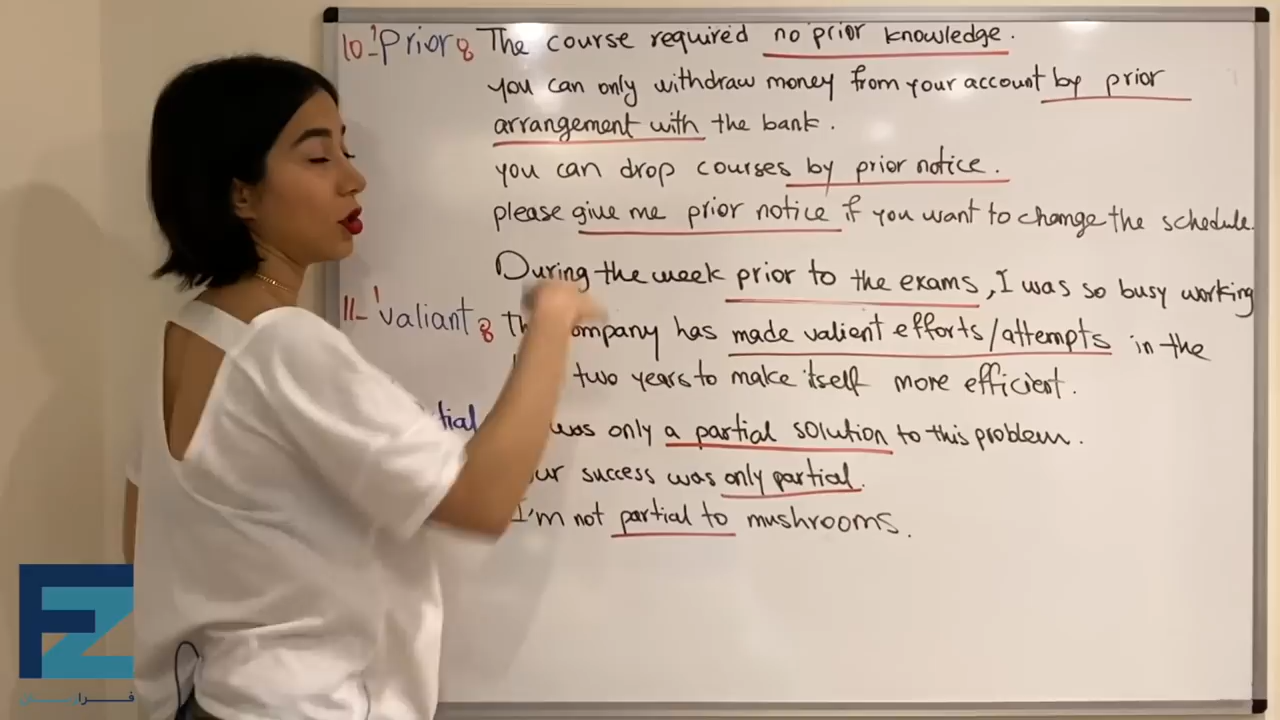 10_ 'Prior: The course required no prior knowledge.
you can only withdraw money from your account by prior
arrangement with the bank.
you can drop courses by prior notice.
please give me prior notice if you want to change the schedule.
During the week prior to the exams, I was so busy working
11_ 'valiant: company has made valient efforts/attempts in the
two years to make itself more efficient.
was only a partial solution to this problem.
success was only partial.
I'm not partial to mushrooms.
FZ